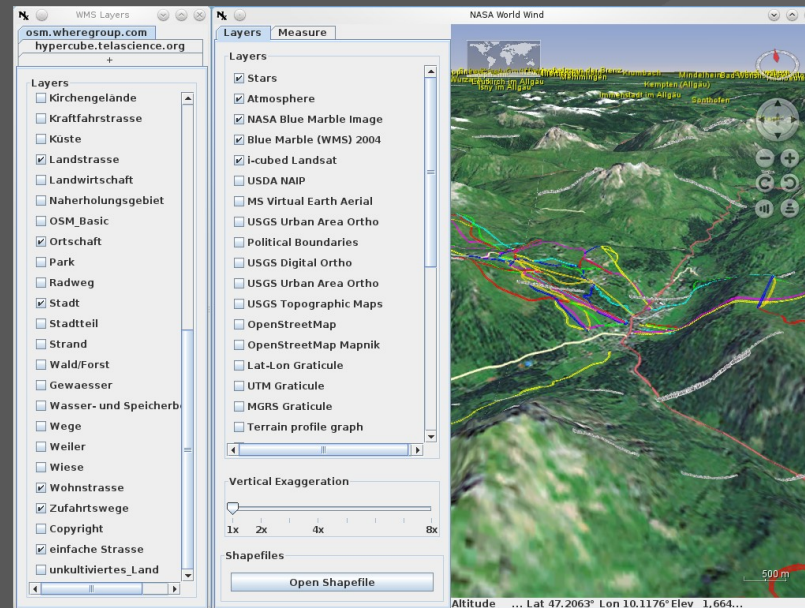 WMS Layers
osm.wheregroup.com
hypercube.telascience.org
+
Layers
Kirchengelände
Kraftfahrstrasse
Küste
Landstrasse
Landwirtschaft
Naherholungsgebiet
OSM_Basic
Ortschaft
Park
Radweg
Stadt
Stadtteil
Strand
Wald/Forst
Gewaesser
Wasser- und Speicherb
Wege
Weiler
Wiese
Wohnstrasse
Zufahrtswege
Copyright
einfache Strasse
unkultiviertes_Land
NASA World Wind
Layers Measure
Layers
Stars
Atmosphere
NASA Blue Marble Image
Blue Marble (WMS) 2004
i-cubed Landsat
USDA NAIP
MS Virtual Earth Aerial
USGS Urban Area Ortho
Political Boundaries
USGS Digital Ortho
USGS Urban Area Ortho
USGS Topographic Maps
OpenStreetMap
OpenStreetMap Mapnik
Lat-Lon Graticule
UTM Graticule
MGRS Graticule
Terrain profile graph
Vertical Exaggeration
1x 2x 4x 8x
Shapefiles
Open Shapefile
Memmingen Krumbach Mindelheim
Isny im Allgäu Kempten (Allgäu)
Immenstadt im Allgäu Sonthofen
500 m
Altitude ... Lat 47.2063° Lon 10.1176° Elev 1,664...